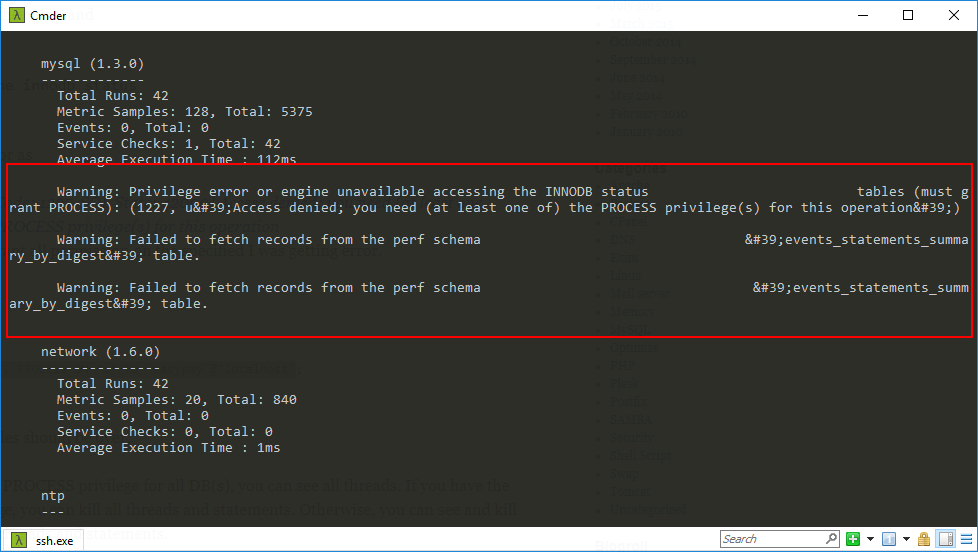 Cmder
mysql (1.3.0)
-------------
Total Runs: 42
Metric Samples: 128, Total: 5375
Events: 0, Total: 0
Service Checks: 1, Total: 42
Average Execution Time : 112ms
Warning: Privilege error or engine unavailable accessing the INNODB status                          tables (must g
rant PROCESS): (1227, u&#39;Access denied; you need (at least one of) the PROCESS privilege(s) for this operation&#39;)
Warning: Failed to fetch records from the perf schema                                 &#39;events_statements_summa
ry_by_digest&#39; table.
Warning: Failed to fetch records from the perf schema                                  &#39;events_statements_summ
ary_by_digest&#39; table.
network (1.6.0)
---------------
Total Runs: 42
Metric Samples: 20, Total: 840
Events: 0, Total: 0
Service Checks: 0, Total: 0
Average Execution Time : 1ms
ntp
---
ssh.exe
Search